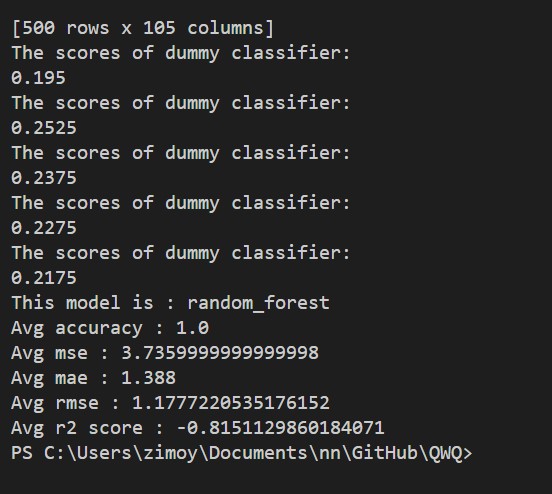 [500 rows x 105 columns]
The scores of dummy classifier:
0.195
The scores of dummy classifier:
0.2525
The scores of dummy classifier:
0.2375
The scores of dummy classifier:
0.2275
The scores of dummy classifier:
0.2175
This model is : random_forest
Avg accuracy : 1.0
Avg mse : 3.7359999999999998
Avg mae : 1.388
Avg rmse : 1.1777220535176152
Avg r2 score : -0.8151129860184071
PS C:\Users\zimoy\Documents\nn\GitHub\QWQ>